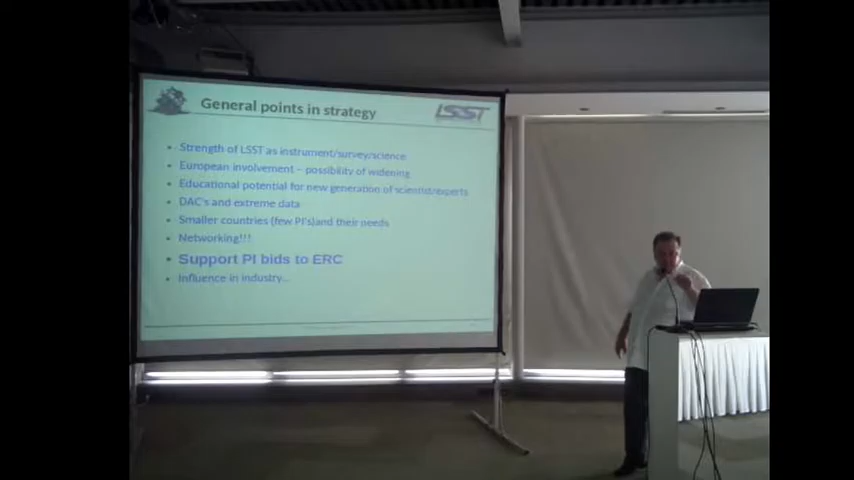 General points in strategy
LSST
• Strength of LSST as instrument/survey/science
• European involvement – possibility of widening
• Educational potential for new generation of scientist/experts
• DAC's and extreme data
• Smaller countries (few PI's)and their needs
• Networking!!!
• Support PI bids to ERC
• Influence in industry...